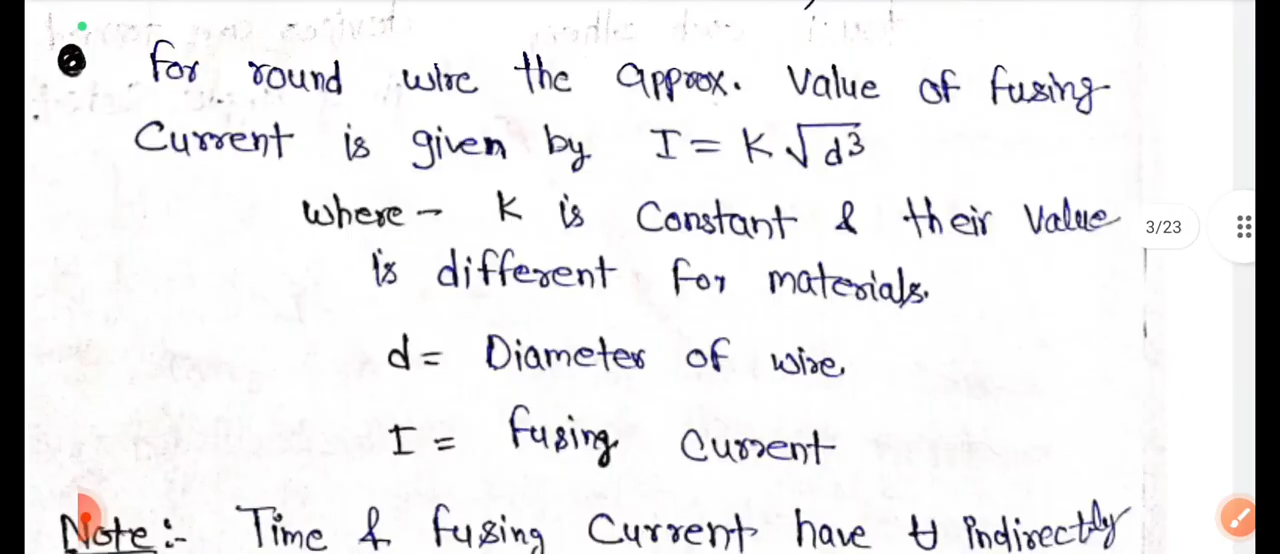 For round wire the approx. Value of fusing
Current is given by I = K √d³
where - K is Constant & their Value
3/23
is different for materials.
d = Diameter of wire
I = fusing Current
Note:- Time & fusing Current have indirectly